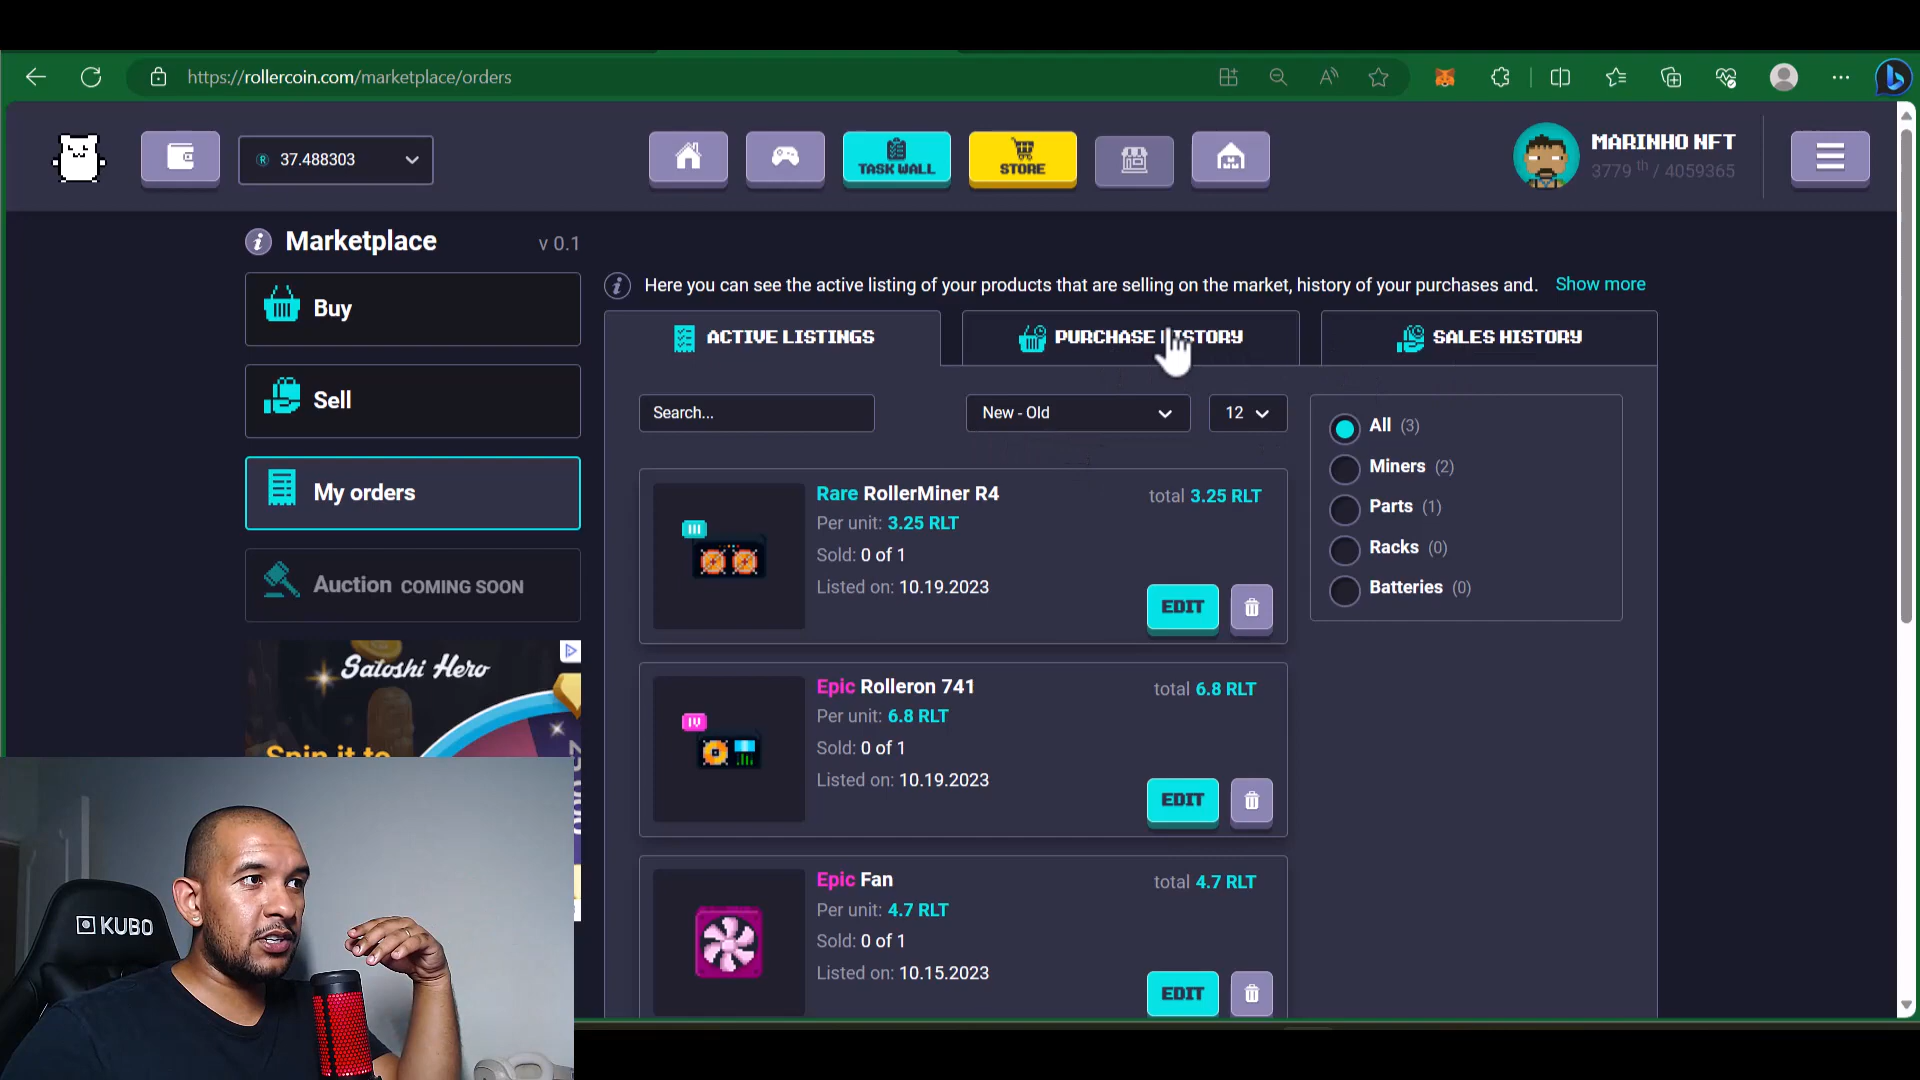 https://rollercoin.com/marketplace/orders
37.488303
TASK WALL
STORE
MARINHO NFT
3779 th / 4059365
Marketplace v 0.1
Buy
Sell
My orders
Auction COMING SOON
Satoshi Hero
Spin it to
Here you can see the active listing of your products that are selling on the market, history of your purchases and. Show more
ACTIVE LISTINGS
PURCHASE HISTORY
SALES HISTORY
Search...
New - Old
12
All (3)
Miners (2)
Parts (1)
Racks (0)
Batteries (0)
III
Rare RollerMiner R4
total 3.25 RLT
Per unit: 3.25 RLT
Sold: 0 of 1
Listed on: 10.19.2023
EDIT
IV
Epic Rolleron 741
total 6.8 RLT
Per unit: 6.8 RLT
Sold: 0 of 1
Listed on: 10.19.2023
EDIT
Epic Fan
total 4.7 RLT
Per unit: 4.7 RLT
Sold: 0 of 1
Listed on: 10.15.2023
EDIT
KUBO